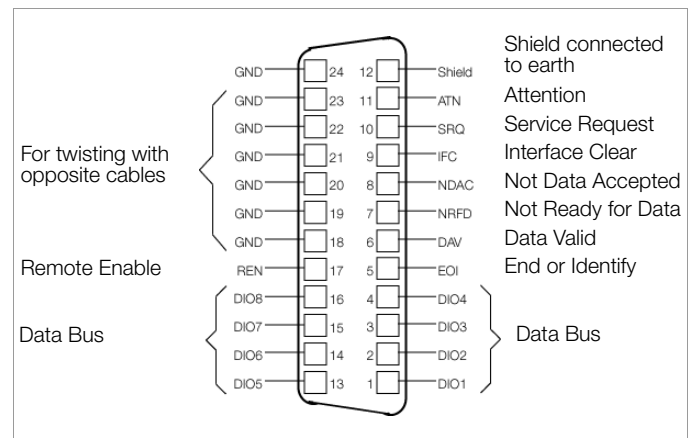 Shield connected
to earth
GND 24 12 Shield
GND 23 11 ATN Attention
GND 22 10 SRQ Service Request
GND 21 9 IFC Interface Clear
For twisting with
opposite cables
GND 20 8 NDAC Not Data Accepted
GND 19 7 NRFD Not Ready for Data
GND 18 6 DAV Data Valid
Remote Enable REN 17 5 EOI End or Identify
DIO8 16 4 DIO4
Data Bus DIO7 15 3 DIO3 Data Bus
DIO6 14 2 DIO2
DIO5 13 1 DIO1